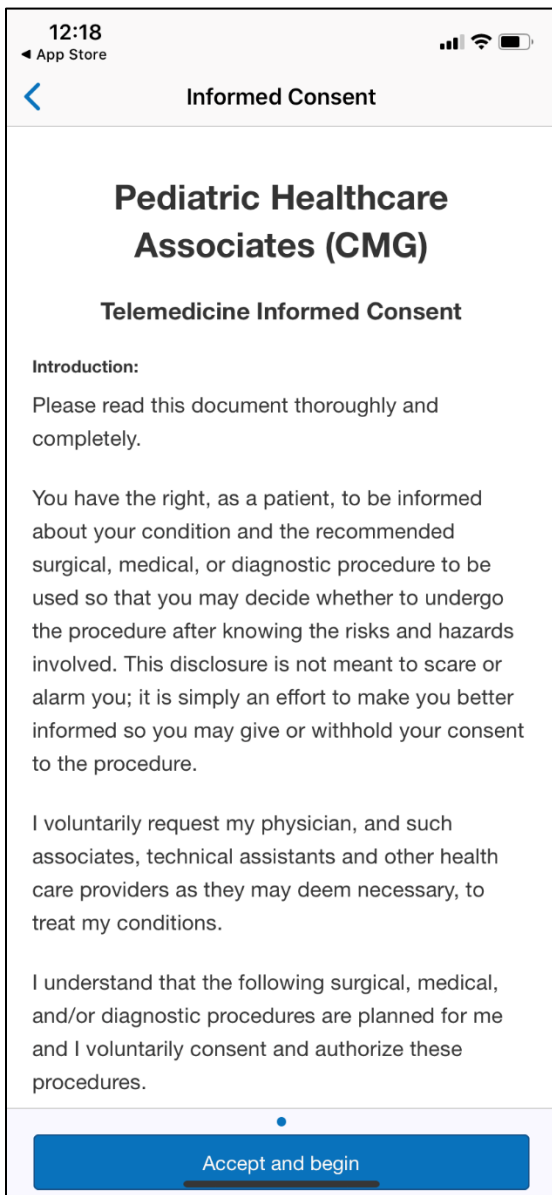 12:18
◀ App Store
Informed Consent
Pediatric Healthcare
Associates (CMG)
Telemedicine Informed Consent
Introduction:
Please read this document thoroughly and
completely.
You have the right, as a patient, to be informed
about your condition and the recommended
surgical, medical, or diagnostic procedure to be
used so that you may decide whether to undergo
the procedure after knowing the risks and hazards
involved. This disclosure is not meant to scare or
alarm you; it is simply an effort to make you better
informed so you may give or withhold your consent
to the procedure.
I voluntarily request my physician, and such
associates, technical assistants and other health
care providers as they may deem necessary, to
treat my conditions.
I understand that the following surgical, medical,
and/or diagnostic procedures are planned for me
and I voluntarily consent and authorize these
procedures.
Accept and begin